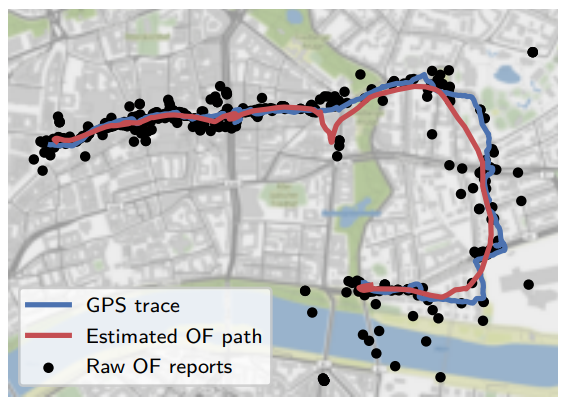 GPS trace
Estimated OF path
Raw OF reports